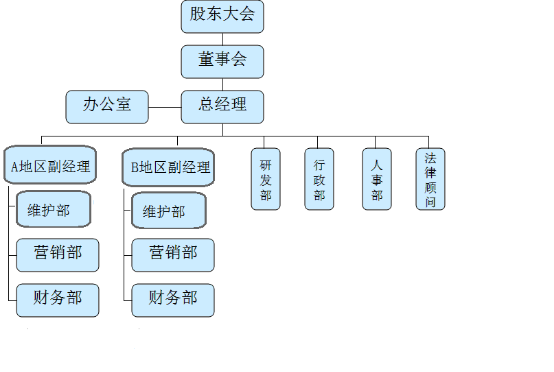 股东大会
董事会
办公室
总经理
A地区副经理
B地区副经理
研发部
行政部
人事部
法律顾问
维护部
维护部
营销部
营销部
财务部
财务部